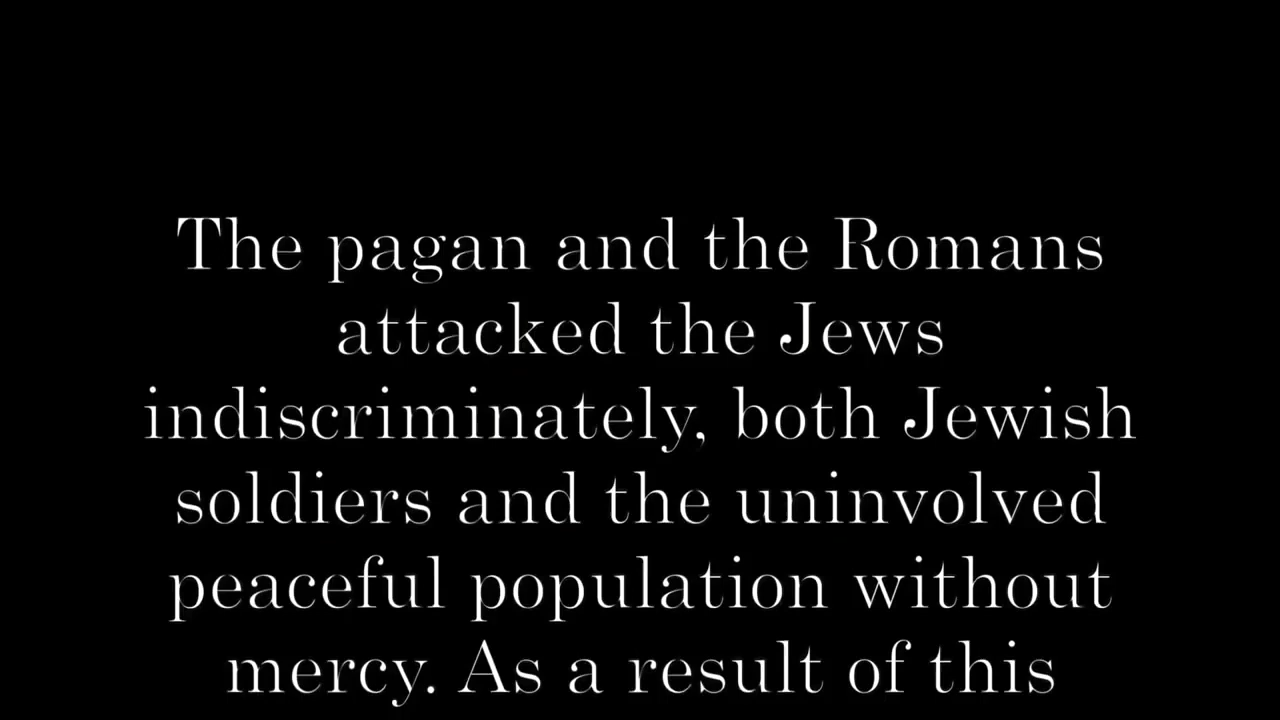 The pagan and the Romans
attacked the Jews
indiscriminately, both Jewish
soldiers and the uninvolved
peaceful population without
mercy. As a result of this